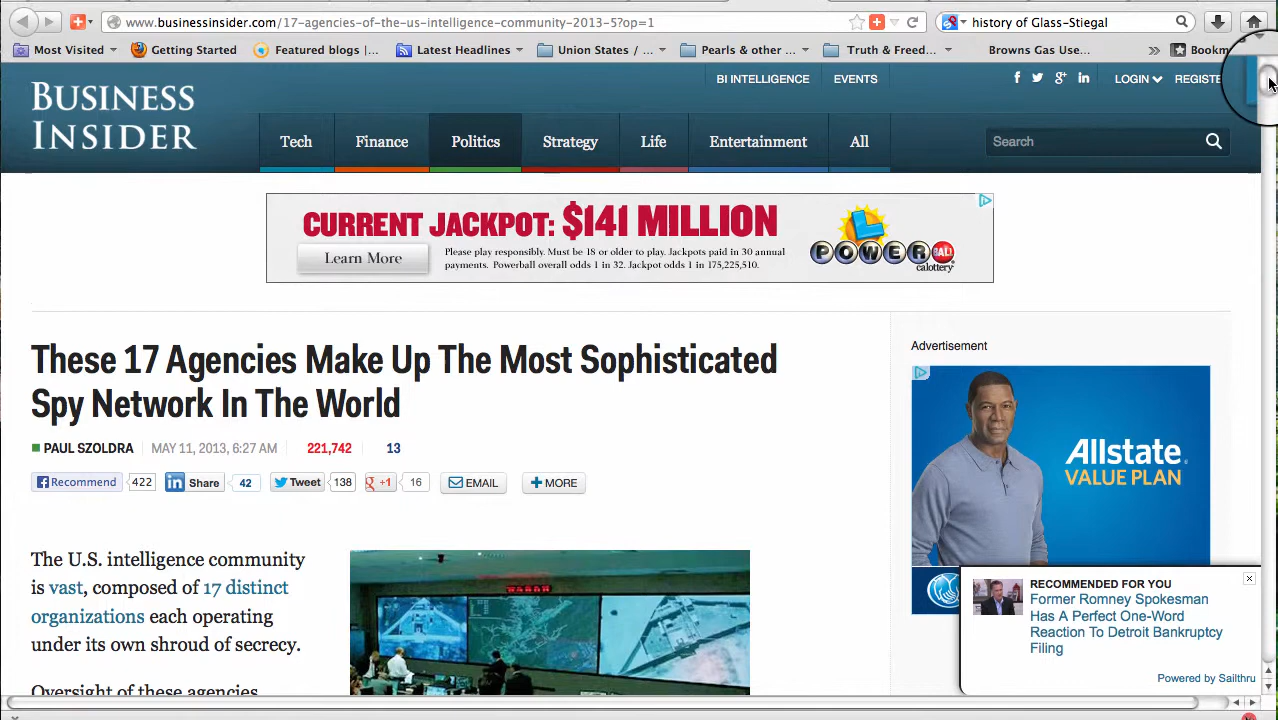 www.businessinsider.com/17-agencies-of-the-us-intelligence-community-2013-5?op=1
history of Glass-Stiegal
Most Visited
Getting Started
Featured blogs |...
Latest Headlines
Union States / ...
Pearls & other ...
Truth & Freed...
Browns Gas Use...
Bookm
BI INTELLIGENCE
EVENTS
LOGIN
REGISTE
BUSINESS
INSIDER
Tech
Finance
Politics
Strategy
Life
Entertainment
All
Search
CURRENT JACKPOT: $141 MILLION
Learn More
Please play responsibly. Must be 18 or older to play. Jackpots paid in 30 annual
payments. Powerball overall odds 1 in 32. Jackpot odds 1 in 175,225,510.
POWER BALL
calottery
These 17 Agencies Make Up The Most Sophisticated
Spy Network In The World
PAUL SZOLDRA
MAY 11, 2013, 6:27 AM
221,742
13
Recommend
422
Share
42
Tweet
138
+1
16
EMAIL
+ MORE
The U.S. intelligence community
is vast, composed of 17 distinct
organizations each operating
under its own shroud of secrecy.
Oversight of these agencies
Advertisement
Allstate
VALUE PLAN
RECOMMENDED FOR YOU
Former Romney Spokesman
Has A Perfect One-Word
Reaction To Detroit Bankruptcy
Filing
Powered by Sailthru